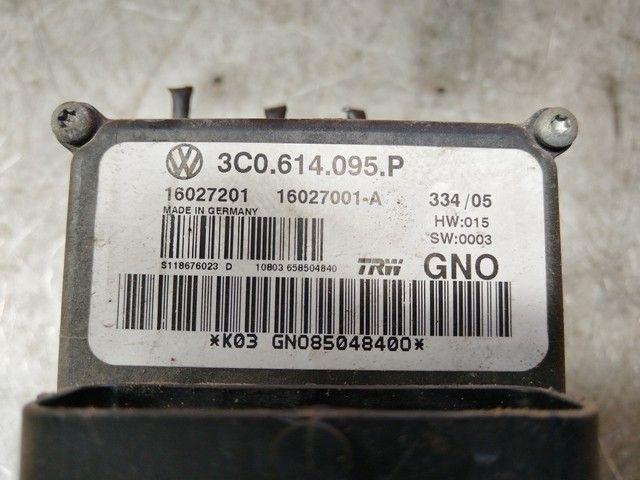 3C0.614.095.P
16027201 16027001-A 334/05
MADE IN GERMANY
HW:015
SW:0003
S118676023 D 10803 658504840 TRW GNO
*K03 GN085048400*